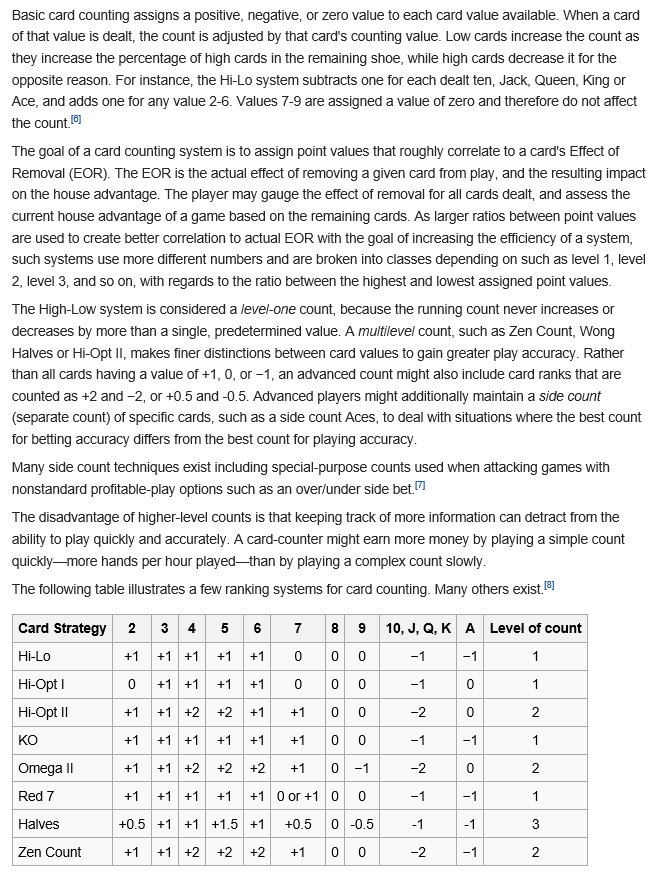 Basic card counting assigns a positive, negative, or zero value to each card value available. When a card
of that value is dealt, the count is adjusted by that card's counting value. Low cards increase the count as
they increase the percentage of high cards in the remaining shoe, while high cards decrease it for the
opposite reason. For instance, the Hi-Lo system subtracts one for each dealt ten, Jack, Queen, King or
Ace, and adds one for any value 2-6. Values 7-9 are assigned a value of zero and therefore do not affect
the count.[6]
The goal of a card counting system is to assign point values that roughly correlate to a card's Effect of
Removal (EOR). The EOR is the actual effect of removing a given card from play, and the resulting impact
on the house advantage. The player may gauge the effect of removal for all cards dealt, and assess the
current house advantage of a game based on the remaining cards. As larger ratios between point values
are used to create better correlation to actual EOR with the goal of increasing the efficiency of a system,
such systems use more different numbers and are broken into classes depending on such as level 1, level
2, level 3, and so on, with regards to the ratio between the highest and lowest assigned point values.
The High-Low system is considered a level-one count, because the running count never increases or
decreases by more than a single, predetermined value. A multilevel count, such as Zen Count, Wong
Halves or Hi-Opt II, makes finer distinctions between card values to gain greater play accuracy. Rather
than all cards having a value of +1, 0, or −1, an advanced count might also include card ranks that are
counted as +2 and −2, or +0.5 and -0.5. Advanced players might additionally maintain a side count
(separate count) of specific cards, such as a side count Aces, to deal with situations where the best count
for betting accuracy differs from the best count for playing accuracy.
Many side count techniques exist including special-purpose counts used when attacking games with
nonstandard profitable-play options such as an over/under side bet.[7]
The disadvantage of higher-level counts is that keeping track of more information can detract from the
ability to play quickly and accurately. A card-counter might earn more money by playing a simple count
quickly—more hands per hour played—than by playing a complex count slowly.
The following table illustrates a few ranking systems for card counting. Many others exist.[8]
Card Strategy 2 3 4 5 6 7 8 9 10, J, Q, K A Level of count
Hi-Lo +1 +1 +1 +1 +1 0 0 0 −1 −1 1
Hi-Opt I 0 +1 +1 +1 +1 0 0 0 −1 0 1
Hi-Opt II +1 +1 +2 +2 +1 +1 0 0 −2 0 2
KO +1 +1 +1 +1 +1 +1 0 0 −1 −1 1
Omega II +1 +1 +2 +2 +2 +1 0 −1 −2 0 2
Red 7 +1 +1 +1 +1 +1 0 or +1 0 0 −1 −1 1
Halves +0.5 +1 +1 +1.5 +1 +0.5 0 -0.5 -1 -1 3
Zen Count +1 +1 +2 +2 +2 +1 0 0 −2 −1 2